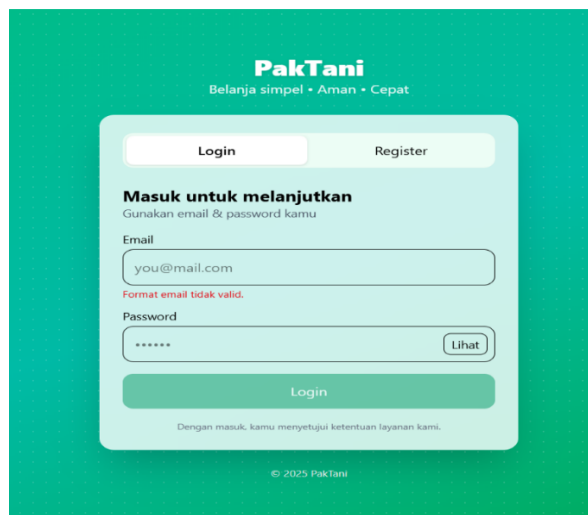 PakTani
Belanja simpel • Aman • Cepat
Login
Register
Masuk untuk melanjutkan
Gunakan email & password kamu
Email
you@mail.com
Format email tidak valid.
Password
••••••
Lihat
Login
Dengan masuk, kamu menyetujui ketentuan layanan kami.
© 2025 PakTani